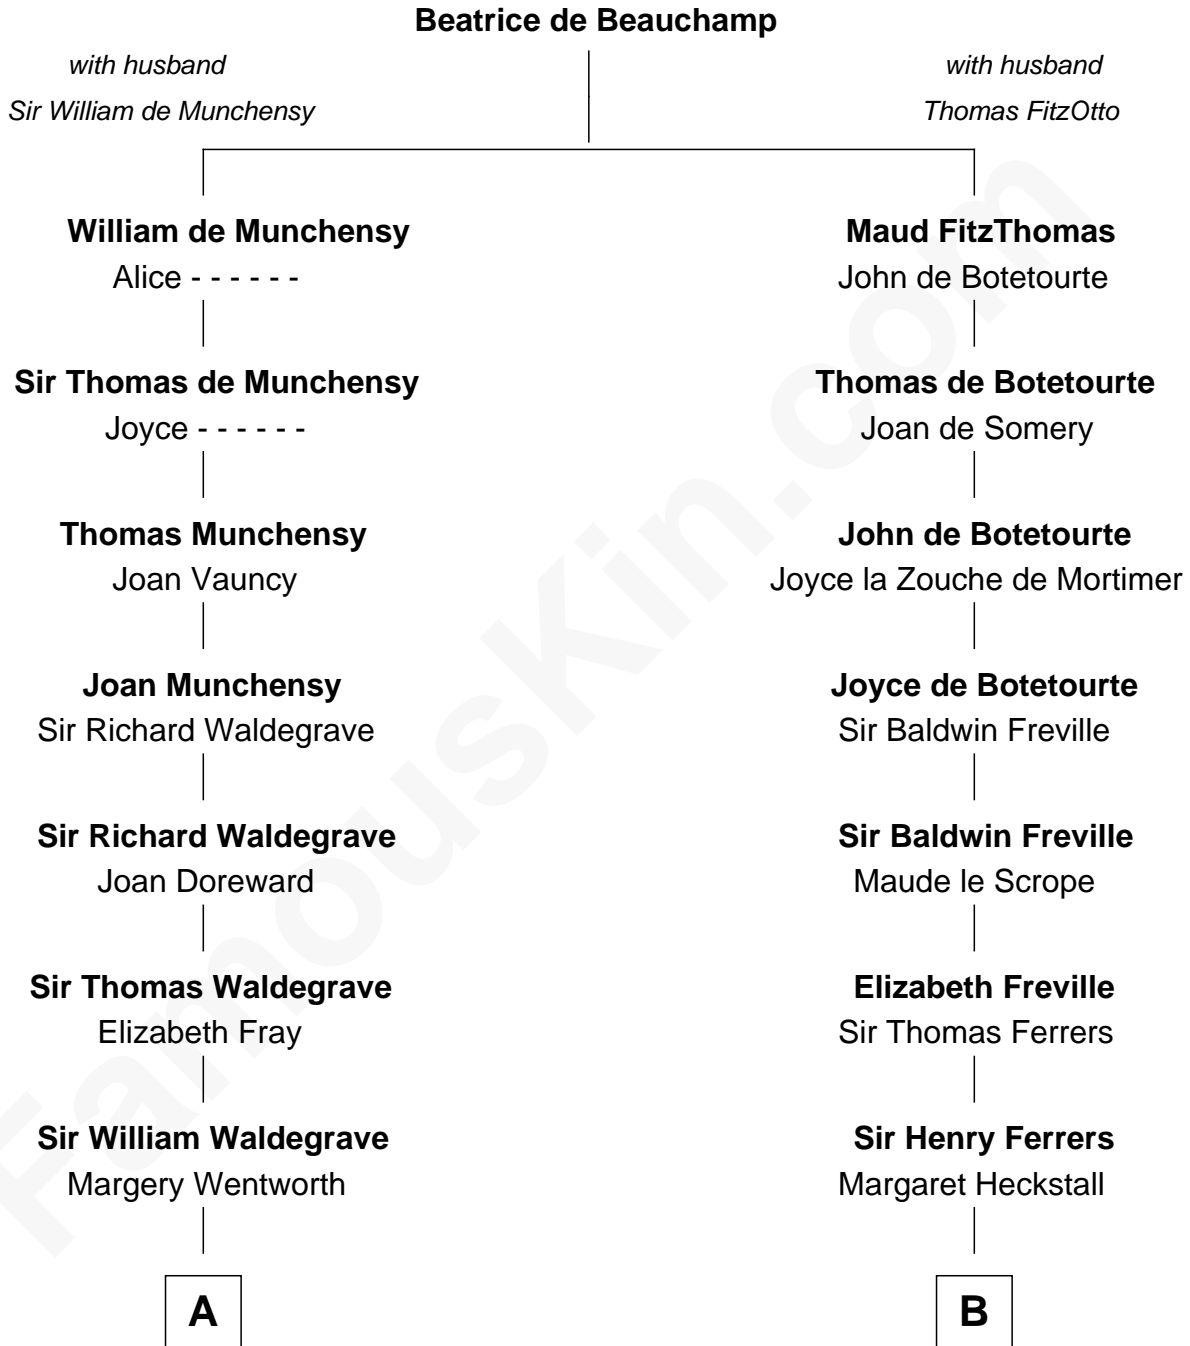 Beatrice de Beauchamp
with husband
Sir William de Munchensy
with husband
Thomas FitzOtto
William de Munchensy
Alice - - - - - -
Maud FitzThomas
John de Botetourte
Sir Thomas de Munchensy
Joyce - - - - - -
Thomas de Botetourte
Joan de Somery
Thomas Munchensy
Joan Vauncy
John de Botetourte
Joyce la Zouche de Mortimer
Joan Munchensy
Sir Richard Waldegrave
Joyce de Botetourte
Sir Baldwin Freville
Sir Richard Waldegrave
Joan Doreward
Sir Baldwin Freville
Maude le Scrope
Sir Thomas Waldegrave
Elizabeth Fray
Elizabeth Freville
Sir Thomas Ferrers
Sir William Waldegrave
Margery Wentworth
Sir Henry Ferrers
Margaret Heckstall
A
B
FamousKin.com